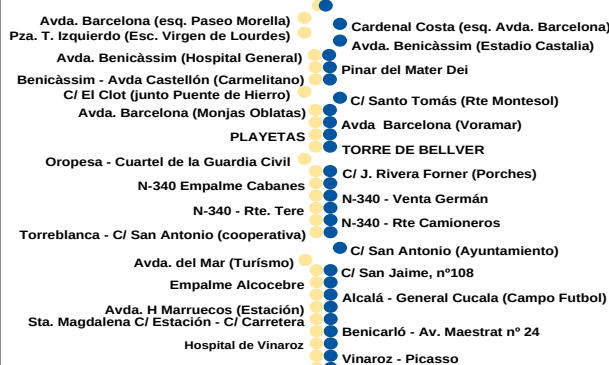 Avda. Barcelona (esq. Paseo Morella)
Cardenal Costa (esq. Avda. Barcelona)
Pza. T. Izquierdo (Esc. Virgen de Lourdes)
Avda. Benicàssim (Estadio Castalia)
Avda. Benicàssim (Hospital General)
Pinar del Mater Dei
Benicàssim - Avda Castellón (Carmelitano)
C/ El Clot (junto Puente de Hierro)
C/ Santo Tomás (Rte Montesol)
Avda. Barcelona (Monjas Oblatas)
Avda Barcelona (Voramar)
PLAYETAS
TORRE DE BELLVER
Oropesa - Cuartel de la Guardia Civil
C/ J. Rivera Forner (Porches)
N-340 Empalme Cabanes
N-340 - Venta Germán
N-340 - Rte. Tere
N-340 - Rte Camioneros
Torreblanca - C/ San Antonio (cooperativa)
C/ San Antonio (Ayuntamiento)
Avda. del Mar (Turísmo)
C/ San Jaime, nº108
Empalme Alcocebre
Alcalá - General Cucala (Campo Futbol)
Avda. H Marruecos (Estación)
Sta. Magdalena C/ Estación - C/ Carretera
Benicarló - Av. Maestrat nº 24
Hospital de Vinaroz
Vinaroz - Picasso